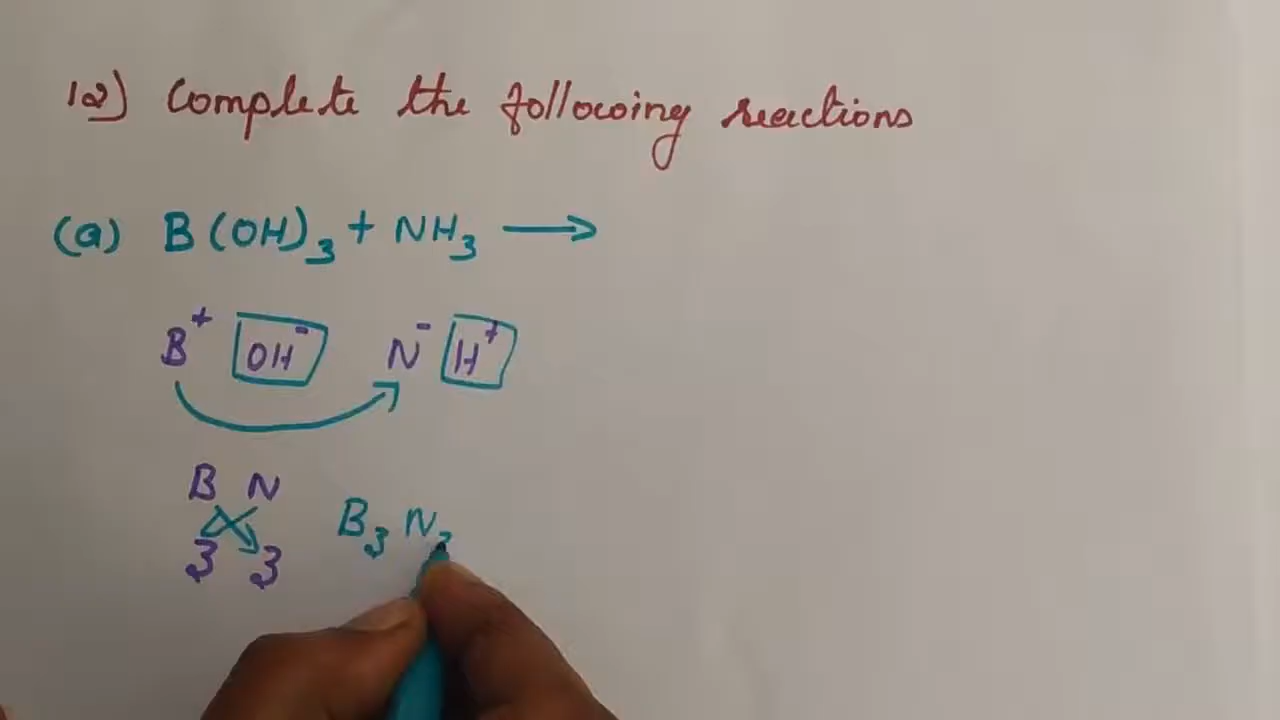 12) Complete the following reactions
(a) B(OH)₃ + NH₃ ⟶
B⁺ OH⁻ N⁻ H⁺
B N
3 3
B₃ N₃